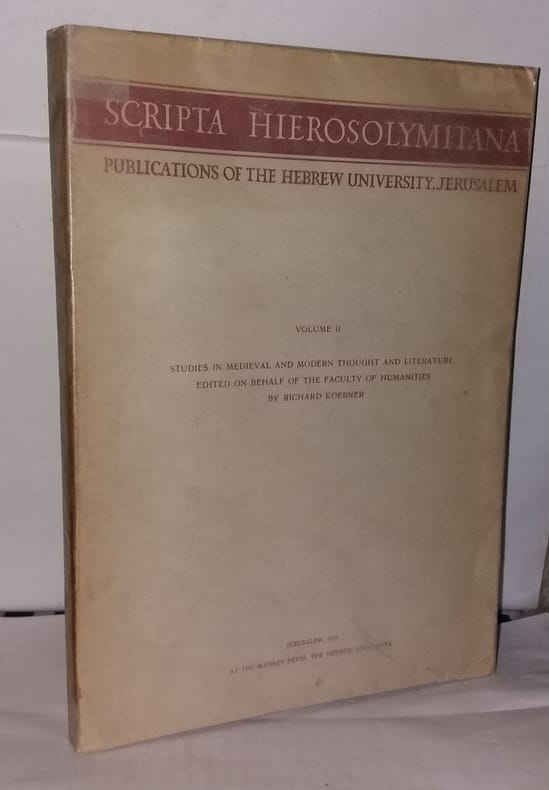 SCRIPTA HIEROSOLYMITANA
PUBLICATIONS OF THE HEBREW UNIVERSITY, JERUSALEM
VOLUME II
STUDIES IN MEDIEVAL AND MODERN THOUGHT AND LITERATURE
EDITED ON BEHALF OF THE FACULTY OF HUMANITIES
BY RICHARD KOEBNER
JERUSALEM,
AT THE MAGNES PRESS, THE HEBREW UNIVERSITY